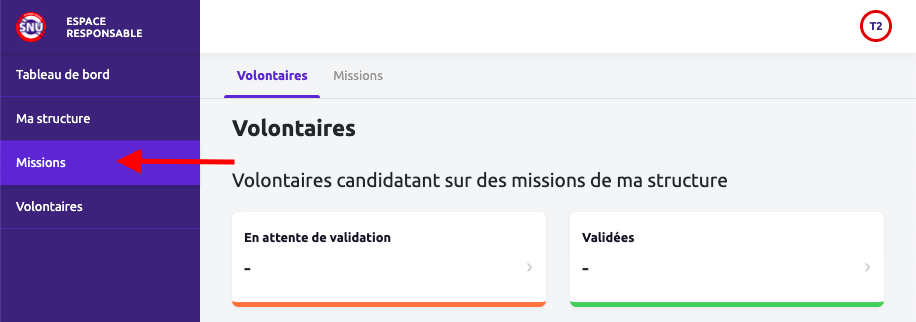 SNU
ESPACE
RESPONSABLE
T2
Tableau de bord
Ma structure
Missions
Volontaires
Volontaires Missions
Volontaires
Volontaires candidatant sur des missions de ma structure
En attente de validation
-
Validées
-